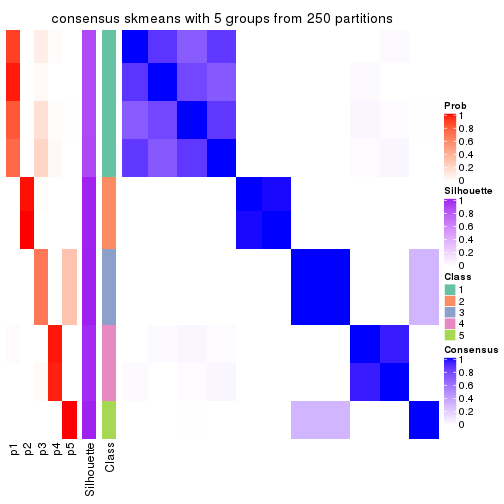 consensus skmeans with 5 groups from 250 partitions
Prob
1
0.8
0.6
0.4
0.2
0
Silhouette
1
0.8
0.6
0.4
0.2
0
Class
1
2
3
4
5
Consensus
1
0.8
0.6
0.4
0.2
0
p1
p2
p3
p4
p5
Silhouette
Class